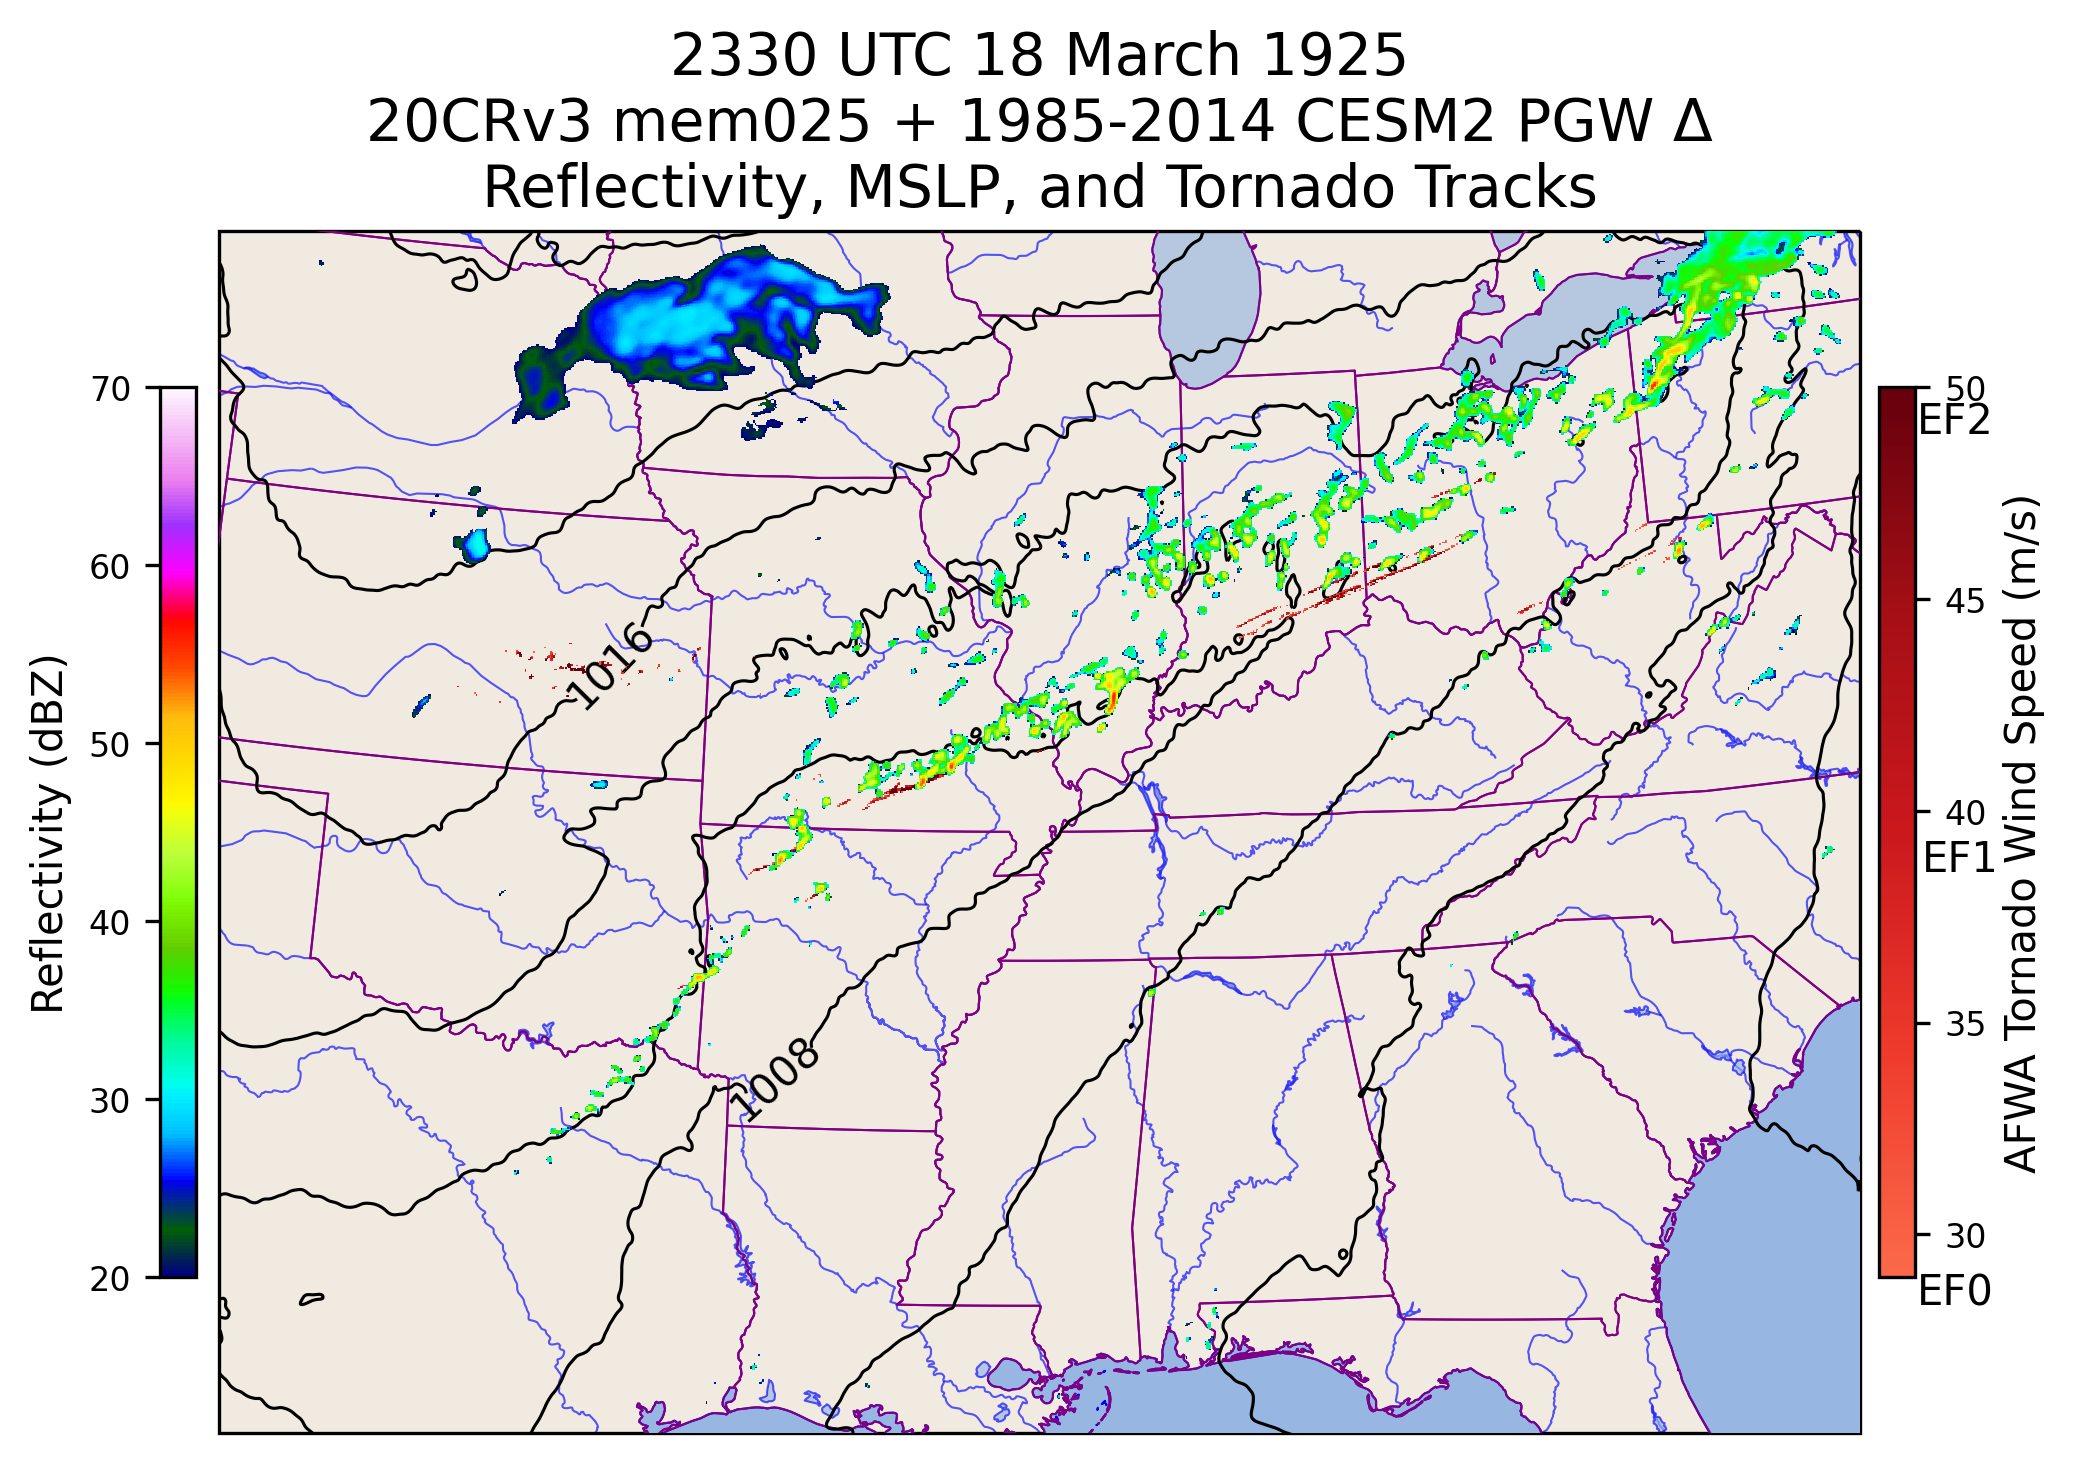 2330 UTC 18 March 1925
20CRv3 mem025 + 1985-2014 CESM2 PGW Δ
Reflectivity, MSLP, and Tornado Tracks
70
60
50
40
30
20
Reflectivity (dBZ)
1016
1008
50
EF2
45
40
EF1
35
30
EF0
AFWA Tornado Wind Speed (m/s)